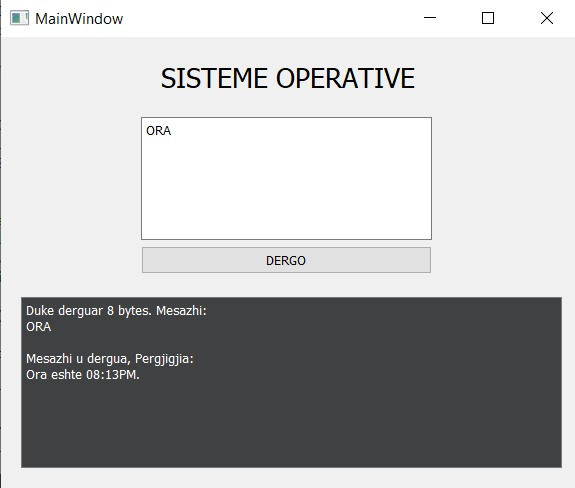 MainWindow
SISTEME OPERATIVE
ORA
DERGO
Duke derguar 8 bytes. Mesazhi:
ORA
Mesazhi u dergua, Pergjigjia:
Ora eshte 08:13PM.